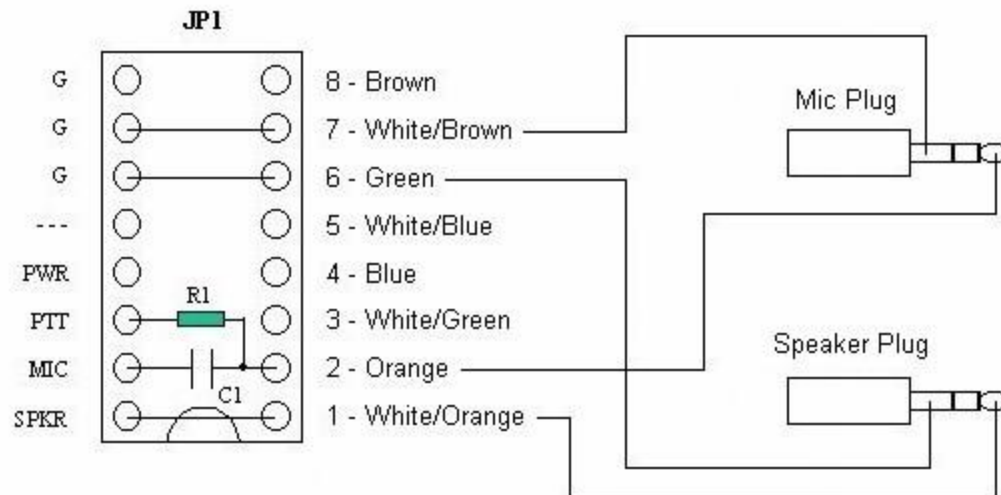 JP1
G 8 - Brown
G 7 - White/Brown
G 6 - Green
--- 5 - White/Blue
PWR 4 - Blue
PTT R1 3 - White/Green
MIC C1 2 - Orange
SPKR 1 - White/Orange
Mic Plug
Speaker Plug